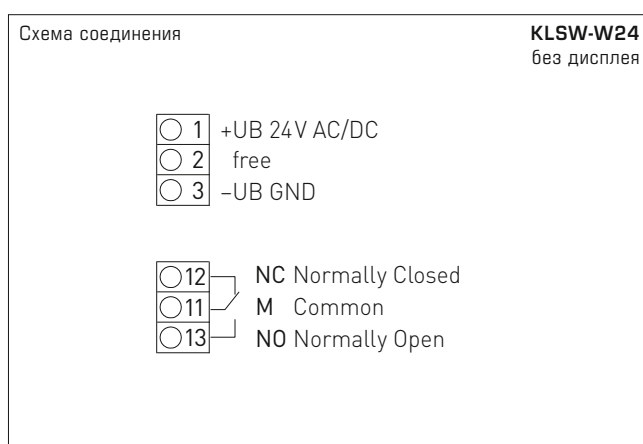 Схема соединения
KLSW-W24
без дисплея
1 +UB 24V AC/DC
2 free
3 –UB GND
12 NC Normally Closed
11 M Common
13 NO Normally Open